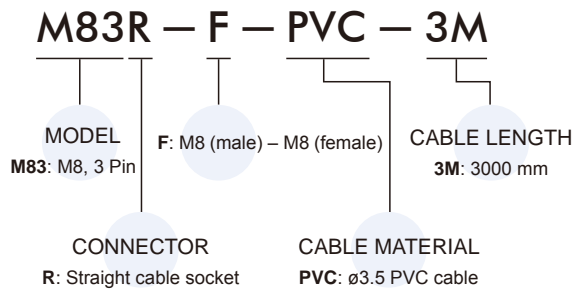 M83R – F – PVC – 3M
MODEL
M83: M8, 3 Pin
F: M8 (male) – M8 (female)
CABLE LENGTH
3M: 3000 mm
CONNECTOR
R: Straight cable socket
CABLE MATERIAL
PVC: ø3.5 PVC cable